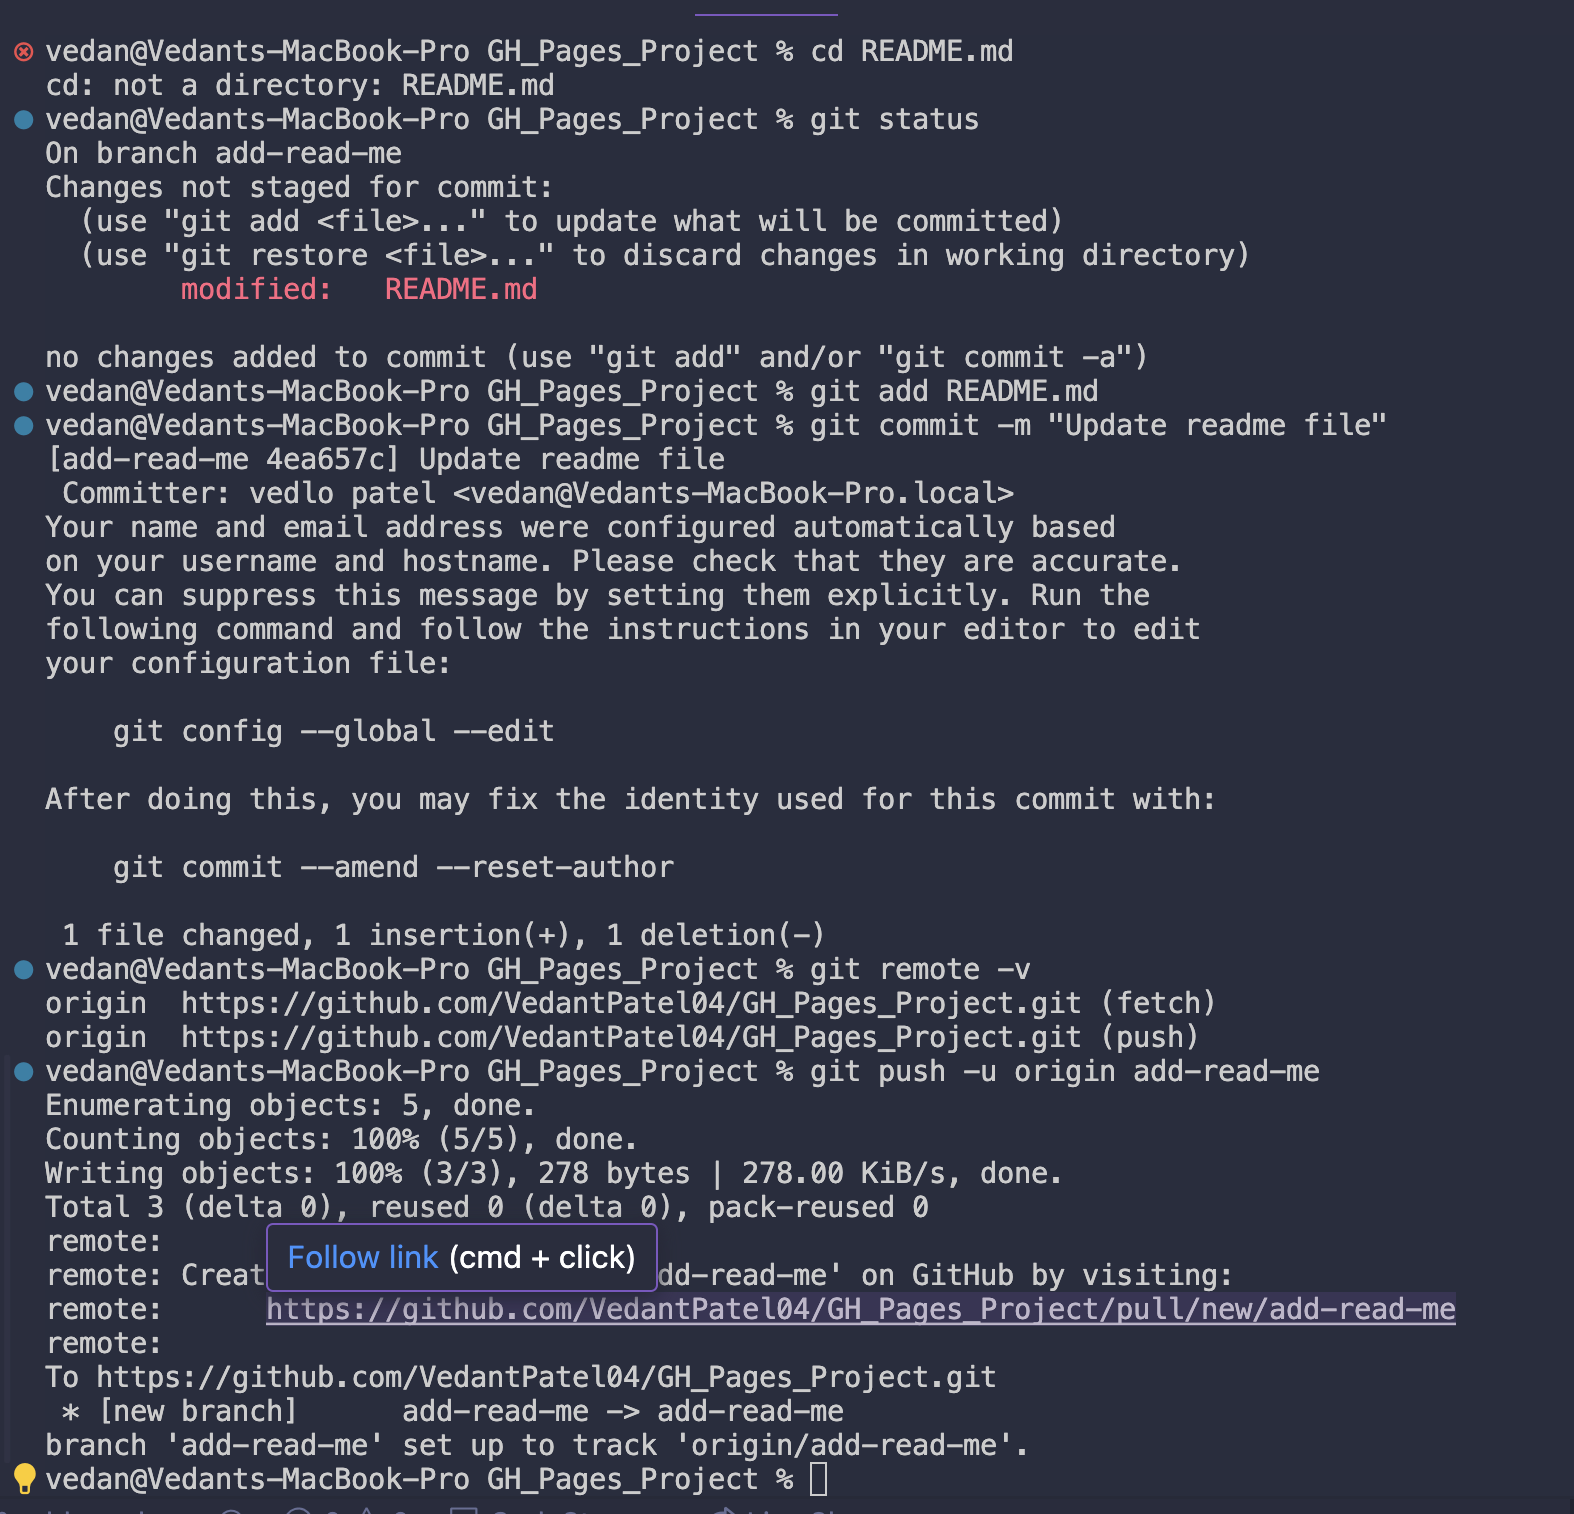 vedan@Vedants-MacBook-Pro GH_Pages_Project % cd README.md
cd: not a directory: README.md
vedan@Vedants-MacBook-Pro GH_Pages_Project % git status
On branch add-read-me
Changes not staged for commit:
  (use "git add <file>..." to update what will be committed)
  (use "git restore <file>..." to discard changes in working directory)
        modified:   README.md

no changes added to commit (use "git add" and/or "git commit -a")
vedan@Vedants-MacBook-Pro GH_Pages_Project % git add README.md
vedan@Vedants-MacBook-Pro GH_Pages_Project % git commit -m "Update readme file"
[add-read-me 4ea657c] Update readme file
 Committer: vedlo patel <vedan@Vedants-MacBook-Pro.local>
Your name and email address were configured automatically based
on your username and hostname. Please check that they are accurate.
You can suppress this message by setting them explicitly. Run the
following command and follow the instructions in your editor to edit
your configuration file:

    git config --global --edit

After doing this, you may fix the identity used for this commit with:

    git commit --amend --reset-author

 1 file changed, 1 insertion(+), 1 deletion(-)
vedan@Vedants-MacBook-Pro GH_Pages_Project % git remote -v
origin  https://github.com/VedantPatel04/GH_Pages_Project.git (fetch)
origin  https://github.com/VedantPatel04/GH_Pages_Project.git (push)
vedan@Vedants-MacBook-Pro GH_Pages_Project % git push -u origin add-read-me
Enumerating objects: 5, done.
Counting objects: 100% (5/5), done.
Writing objects: 100% (3/3), 278 bytes | 278.00 KiB/s, done.
Total 3 (delta 0), reused 0 (delta 0), pack-reused 0
remote:
Follow link (cmd + click)
remote: Creat dd-read-me' on GitHub by visiting:
remote:      https://github.com/VedantPatel04/GH_Pages_Project/pull/new/add-read-me
remote:
To https://github.com/VedantPatel04/GH_Pages_Project.git
 * [new branch]      add-read-me -> add-read-me
branch 'add-read-me' set up to track 'origin/add-read-me'.
vedan@Vedants-MacBook-Pro GH_Pages_Project %